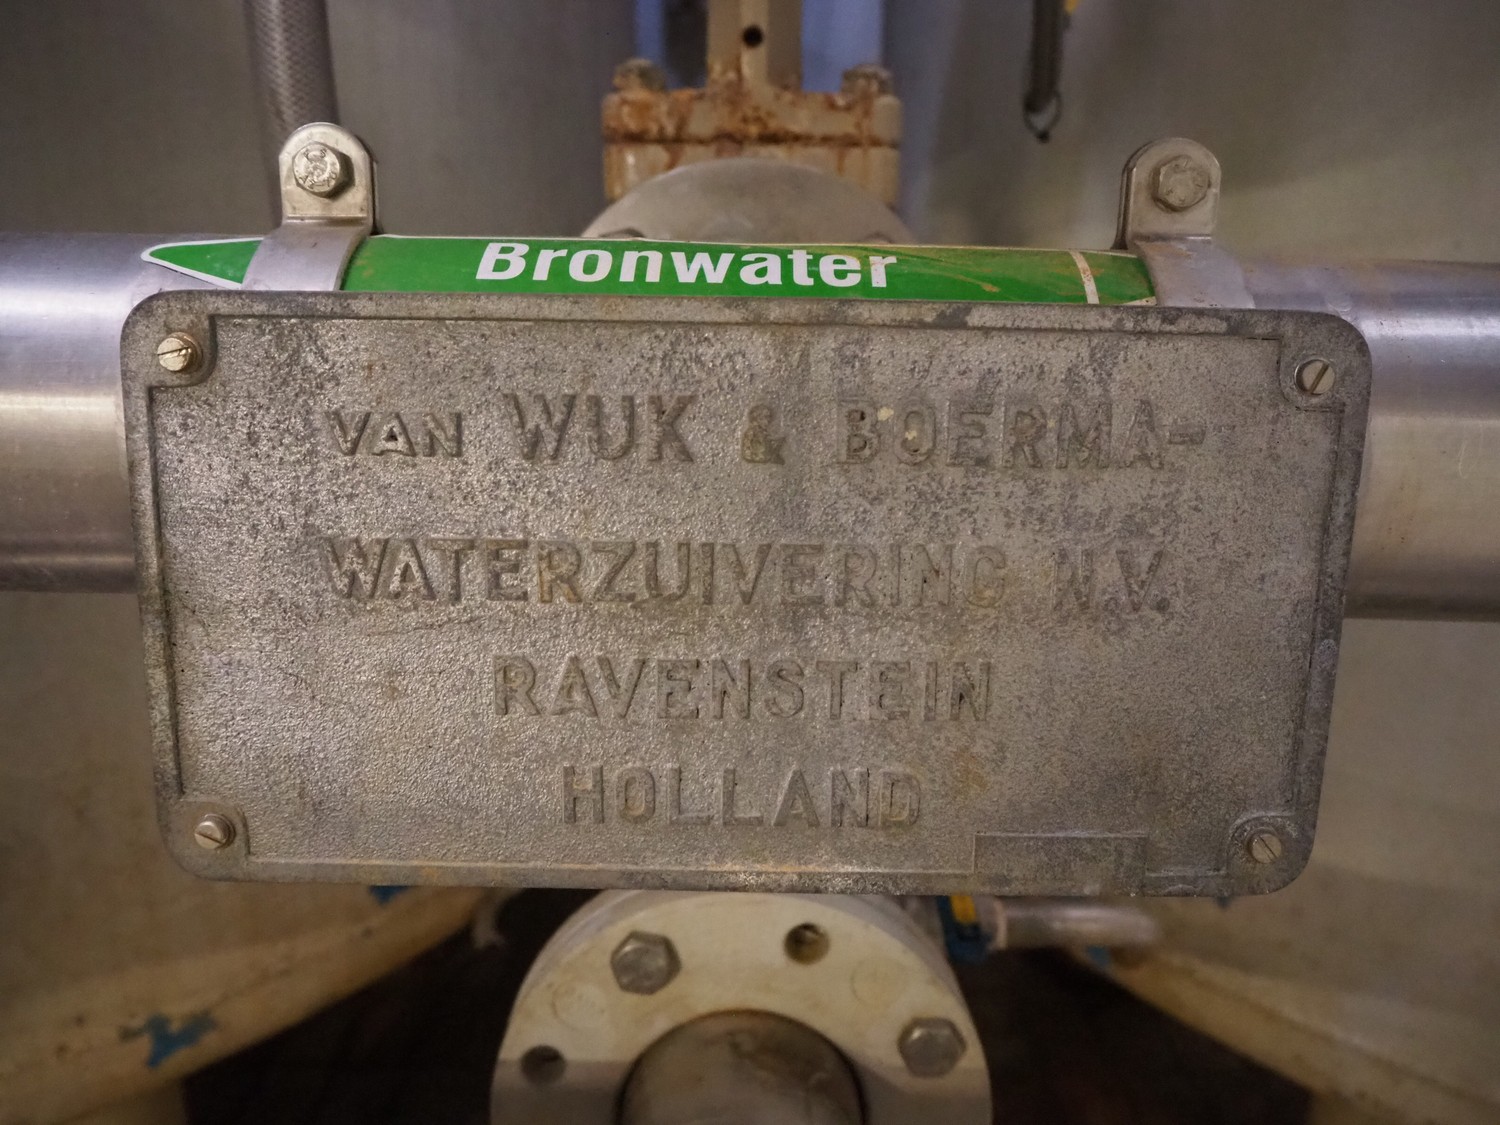 Bronwater
VAN WIJK & BOERMA-
WATERZUIVERING N.V.
RAVENSTEIN
HOLLAND